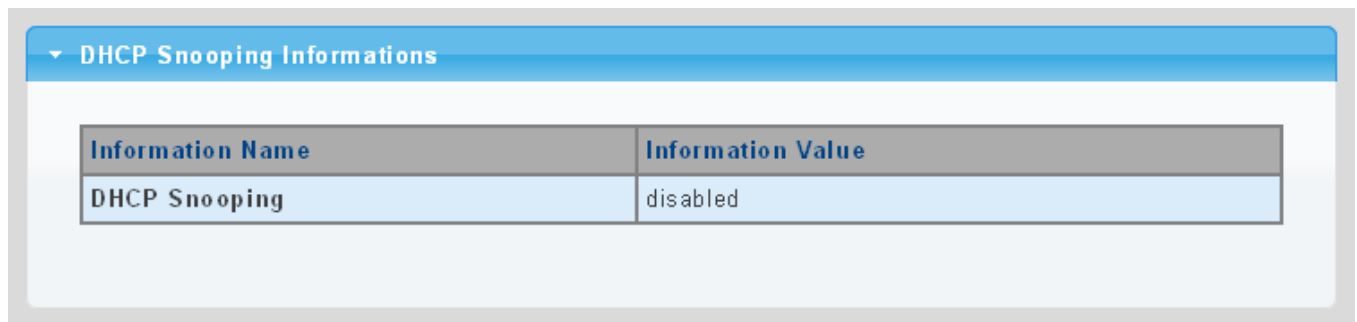 DHCP Snooping Informations
Information Name Information Value
DHCP Snooping disabled